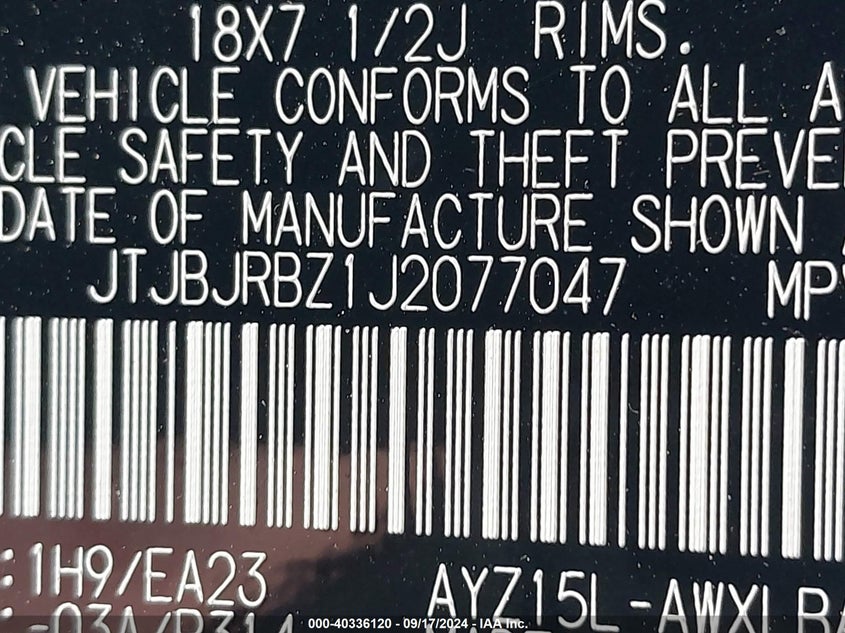 18X7 1/2J RIMS.
VEHICLE CONFORMS TO ALL A
CLE SAFETY AND THEFT PREVE
DATE OF MANUFACTURE SHOWN
JTJBJRBZ1J2077047 MP
:1H9/EA23
AYZ15L-AWXLB
000-40336120 - 09/17/2024 - IAA Inc.